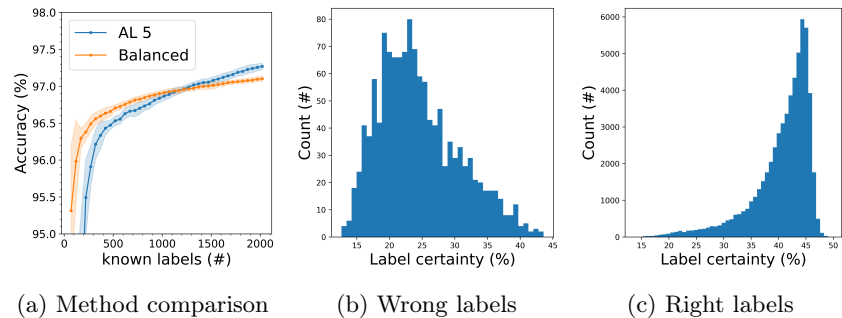 98.0
97.5
97.0
96.5
96.0
95.5
95.0
Accuracy (%)
AL 5
Balanced
0 500 1000 1500 2000
known labels (#)
80
70
60
50
40
30
20
10
0
Count (#)
15 20 25 30 35 40 45
Label certainty (%)
6000
5000
4000
3000
2000
1000
0
Count (#)
15 20 25 30 35 40 45 50
Label certainty (%)
(a) Method comparison
(b) Wrong labels
(c) Right labels